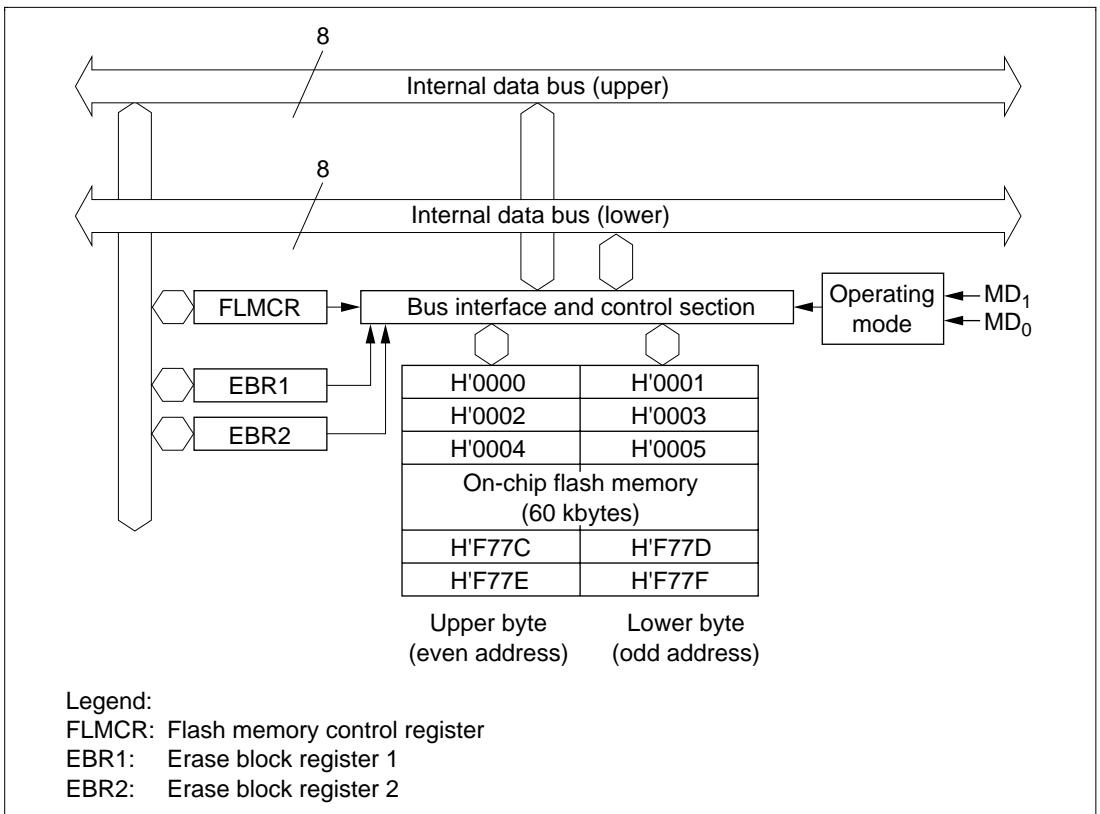 8
Internal data bus (upper)
8
Internal data bus (lower)
FLMCR
Bus interface and control section
Operating
mode
MD1
MD0
EBR1
EBR2
H'0000 H'0001
H'0002 H'0003
H'0004 H'0005
On-chip flash memory
(60 kbytes)
H'F77C H'F77D
H'F77E H'F77F
Upper byte
(even address)
Lower byte
(odd address)
Legend:
FLMCR: Flash memory control register
EBR1: Erase block register 1
EBR2: Erase block register 2